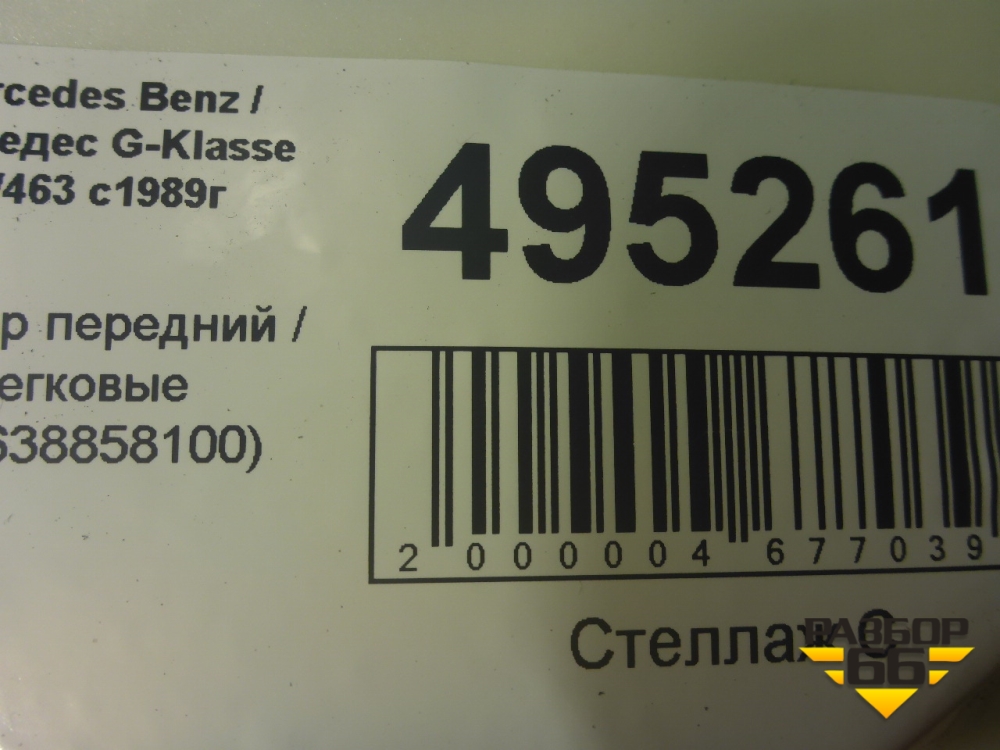 rcedes Benz /
едес G-Klasse
/463 с1989г
495261
р передний /
егковые
638858100)
2 000004 677039
Стеллаж С
РАЗБОР
66